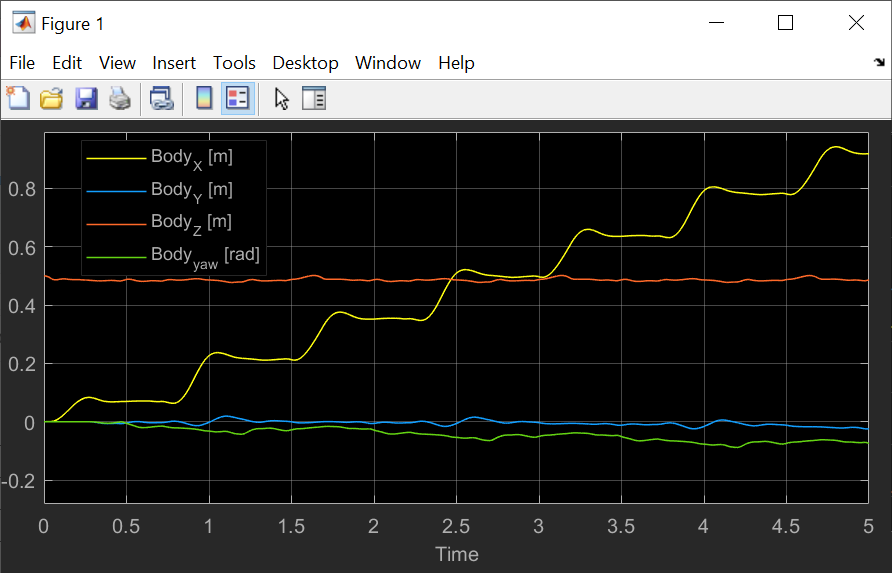 Figure 1
File Edit View Insert Tools Desktop Window Help
Body_X [m]
Body_Y [m]
Body_Z [m]
Body_yaw [rad]
0.8
0.6
0.4
0.2
0
-0.2
0 0.5 1 1.5 2 2.5 3 3.5 4 4.5 5
Time